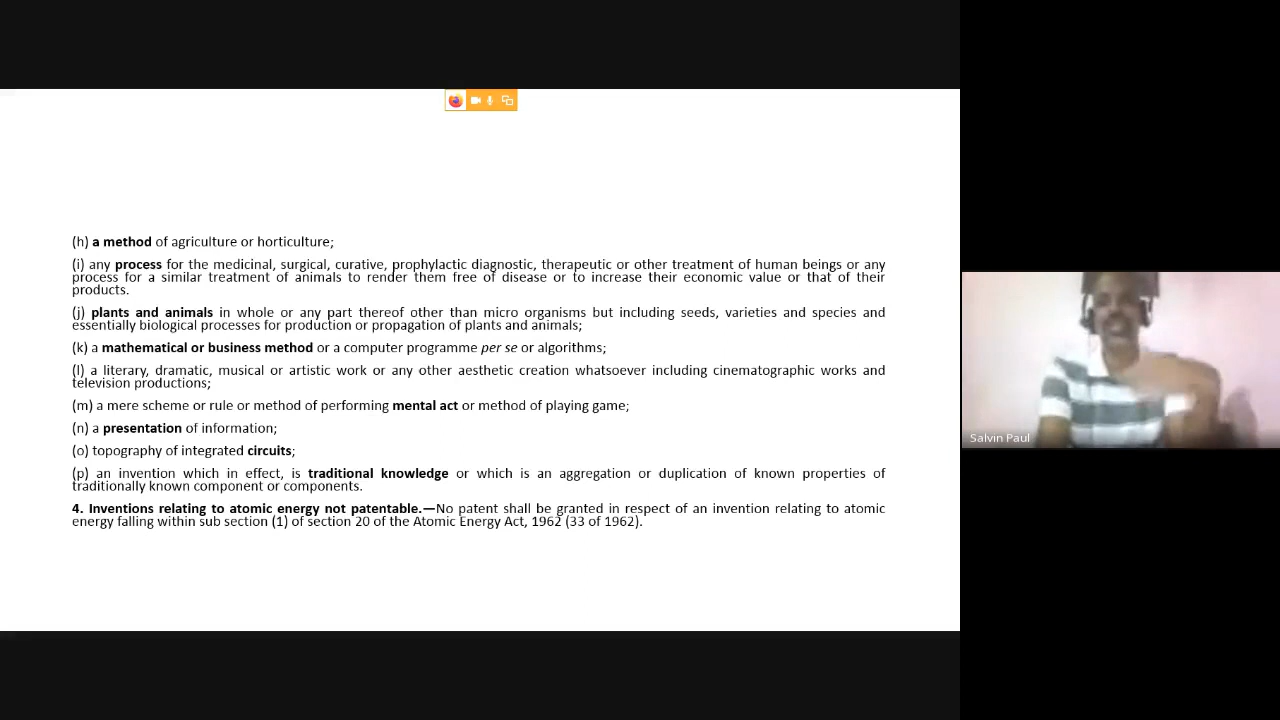 (h) a method of agriculture or horticulture;
(i) any process for the medicinal, surgical, curative, prophylactic diagnostic, therapeutic or other treatment of human beings or any
process for a similar treatment of animals to render them free of disease or to increase their economic value or that of their
products.
(j) plants and animals in whole or any part thereof other than micro organisms but including seeds, varieties and species and
essentially biological processes for production or propagation of plants and animals;
(k) a mathematical or business method or a computer programme per se or algorithms;
(l) a literary, dramatic, musical or artistic work or any other aesthetic creation whatsoever including cinematographic works and
television productions;
(m) a mere scheme or rule or method of performing mental act or method of playing game;
(n) a presentation of information;
(o) topography of integrated circuits;
(p) an invention which in effect, is traditional knowledge or which is an aggregation or duplication of known properties of
traditionally known component or components.
4. Inventions relating to atomic energy not patentable.—No patent shall be granted in respect of an invention relating to atomic
energy falling within sub section (1) of section 20 of the Atomic Energy Act, 1962 (33 of 1962).
Salvin Paul